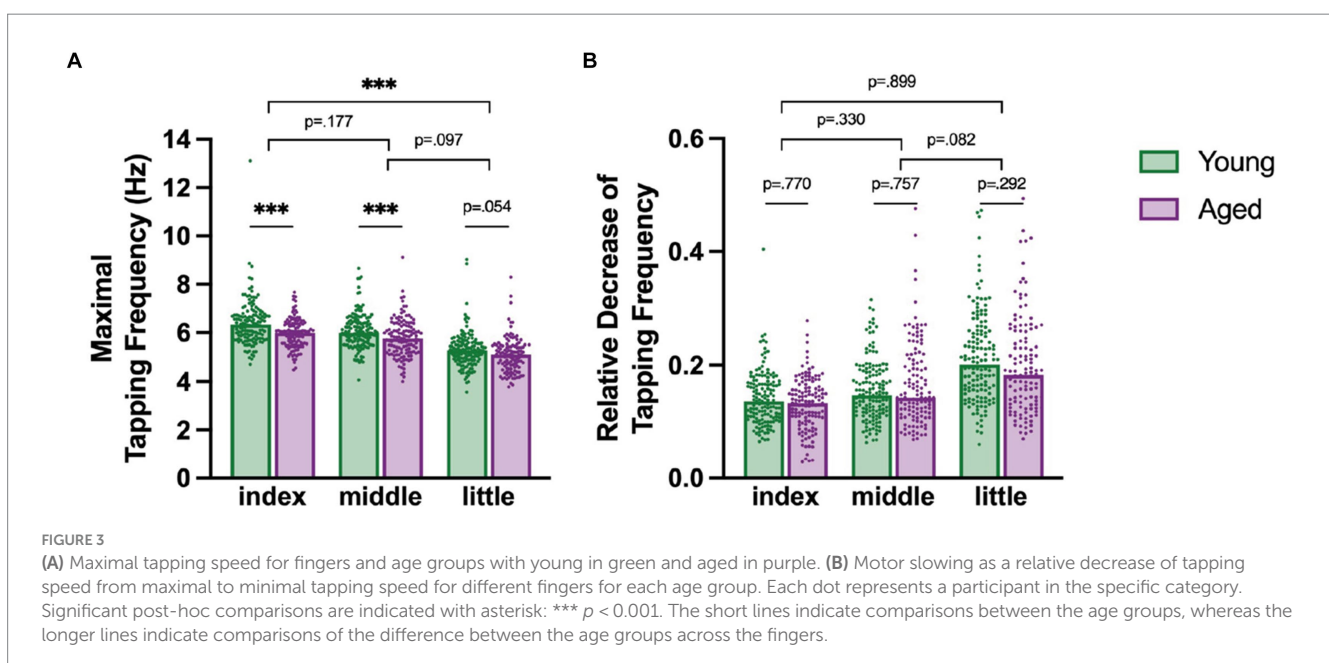 A
B
***
p=.899
p=.177
p=.330
p=.097
p=.082
14
12
10
8
6
4
2
0
Maximal
Tapping Frequency (Hz)
***
***
p=.054
index
middle
little
0.6
0.4
0.2
0.0
Relative Decrease of
Tapping Frequency
p=.770
p=.757
p=.292
index
middle
little
Young
Aged
FIGURE 3
(A) Maximal tapping speed for fingers and age groups with young in green and aged in purple. (B) Motor slowing as a relative decrease of tapping
speed from maximal to minimal tapping speed for different fingers for each age group. Each dot represents a participant in the specific category.
Significant post-hoc comparisons are indicated with asterisk: *** p < 0.001. The short lines indicate comparisons between the age groups, whereas the
longer lines indicate comparisons of the difference between the age groups across the fingers.